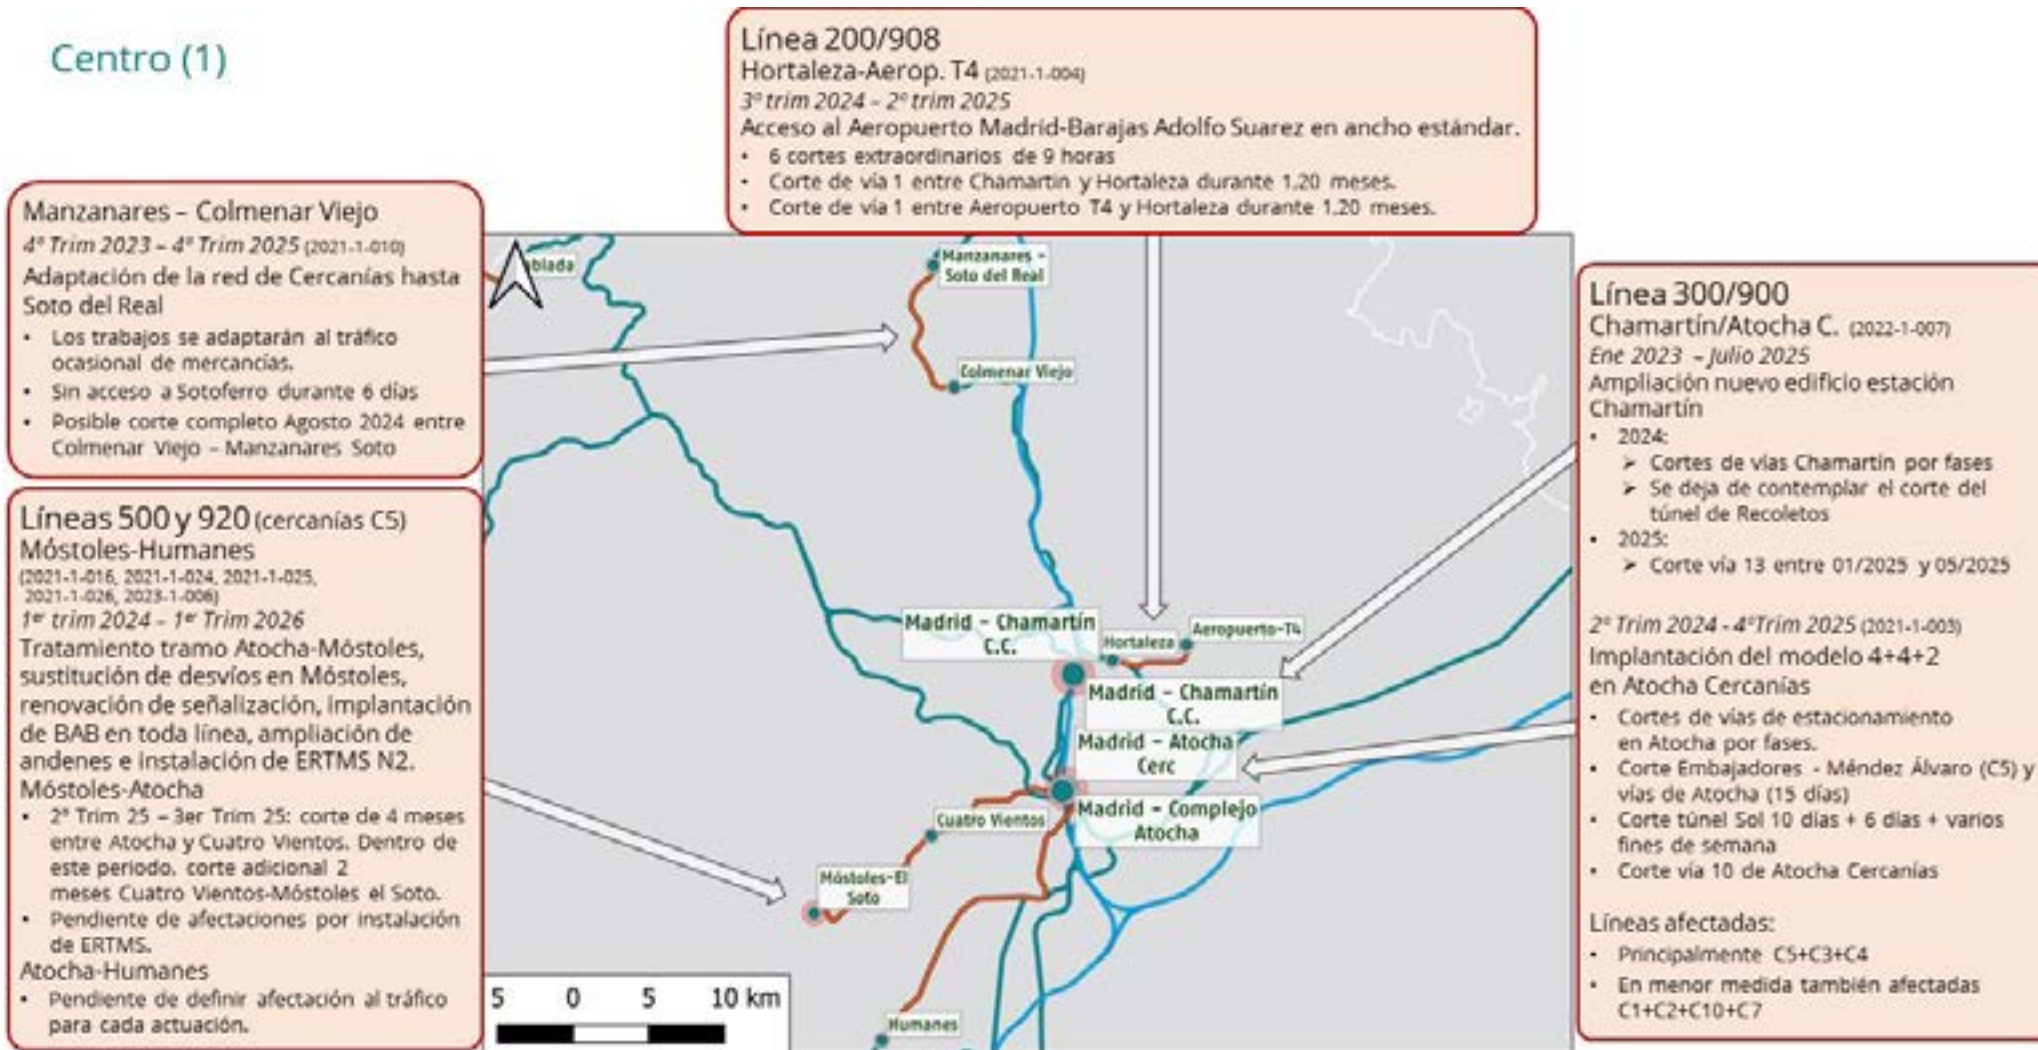 Centro (1)
Línea 200/908
Hortaleza-Aerop. T4 (2021-1-004)
3º trim 2024 – 2º trim 2025
Acceso al Aeropuerto Madrid-Barajas Adolfo Suarez en ancho estándar.
• 6 cortes extraordinarios de 9 horas
• Corte de vía 1 entre Chamartin y Hortaleza durante 1,20 meses.
• Corte de vía 1 entre Aeropuerto T4 y Hortaleza durante 1,20 meses.
Manzanares – Colmenar Viejo
4º Trim 2023 – 4º Trim 2025 (2021-1-010)
Adaptación de la red de Cercanías hasta
Soto del Real
• Los trabajos se adaptarán al tráfico
ocasional de mercancías.
• Sin acceso a Sotoferro durante 6 días
• Posible corte completo Agosto 2024 entre
Colmenar Viejo – Manzanares Soto
Líneas 500 y 920 (cercanías C5)
Móstoles-Humanes
(2021-1-016, 2021-1-024, 2021-1-025,
2021-1-026, 2023-1-006)
1er trim 2024 – 1er Trim 2026
Tratamiento tramo Atocha-Móstoles,
sustitución de desvíos en Móstoles,
renovación de señalización, implantación
de BAB en toda línea, ampliación de
andenes e instalación de ERTMS N2.
Móstoles-Atocha
• 2º Trim 25 – 3er Trim 25: corte de 4 meses
entre Atocha y Cuatro Vientos. Dentro de
este periodo, corte adicional 2
meses Cuatro Vientos-Móstoles el Soto.
• Pendiente de afectaciones por instalación
de ERTMS.
Atocha-Humanes
• Pendiente de definir afectación al tráfico
para cada actuación.
ablada
Manzanares –
Soto del Real
Colmenar Viejo
Madrid – Chamartín
C.C.
Hortaleza
Aeropuerto-T4
Madrid – Chamartín
C.C.
Madrid – Atocha
Cerc
Madrid – Complejo
Atocha
Cuatro Vientos
Móstoles-El
Soto
Humanes
5 0 5 10 km
Línea 300/900
Chamartín/Atocha C. (2022-1-007)
Ene 2023 – Julio 2025
Ampliación nuevo edificio estación
Chamartín
• 2024:
➢ Cortes de vías Chamartín por fases
➢ Se deja de contemplar el corte del
túnel de Recoletos
• 2025:
➢ Corte vía 13 entre 01/2025 y 05/2025
2º Trim 2024 - 4ºTrim 2025 (2021-1-003)
Implantación del modelo 4+4+2
en Atocha Cercanías
• Cortes de vías de estacionamiento
en Atocha por fases.
• Corte Embajadores - Méndez Álvaro (C5) y
vías de Atocha (15 días)
• Corte túnel Sol 10 días + 6 días + varios
fines de semana
• Corte vía 10 de Atocha Cercanías
Líneas afectadas:
• Principalmente C5+C3+C4
• En menor medida también afectadas
C1+C2+C10+C7